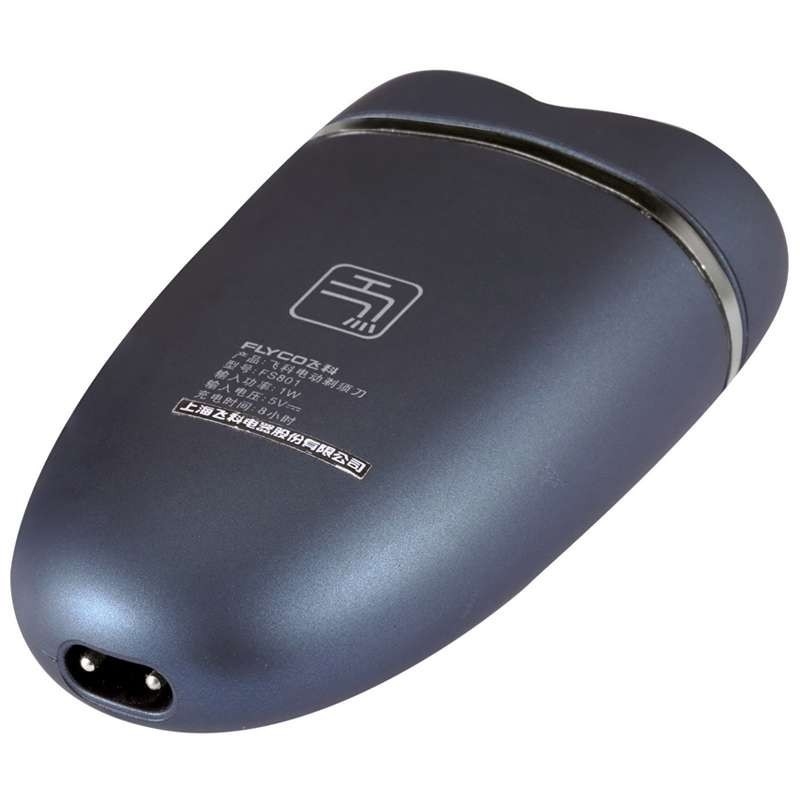 FLYCO飞科
产品:飞科电动剃须刀
型号:FS801
输入功率:1W
输入电压:5V⎓
充电时间:8小时
上海飞科电器股份有限公司